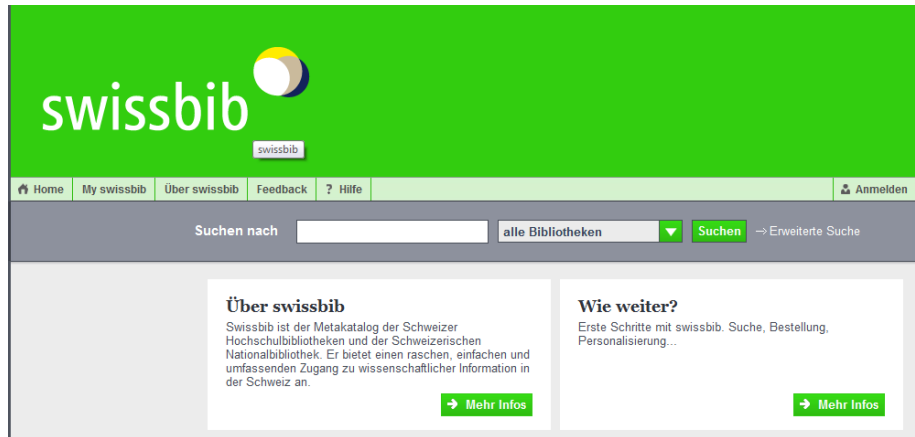 swissbib
swissbib
Home My swissbib Über swissbib Feedback ? Hilfe Anmelden
Suchen nach alle Bibliotheken Suchen Erweiterte Suche
Über swissbib
Swissbib ist der Metakatalog der Schweizer
Hochschulbibliotheken und der Schweizerischen
Nationalbibliothek. Er bietet einen raschen, einfachen und
umfassenden Zugang zu wissenschaftlicher Information in
der Schweiz an.
Mehr Infos
Wie weiter?
Erste Schritte mit swissbib. Suche, Bestellung,
Personalisierung...
Mehr Infos